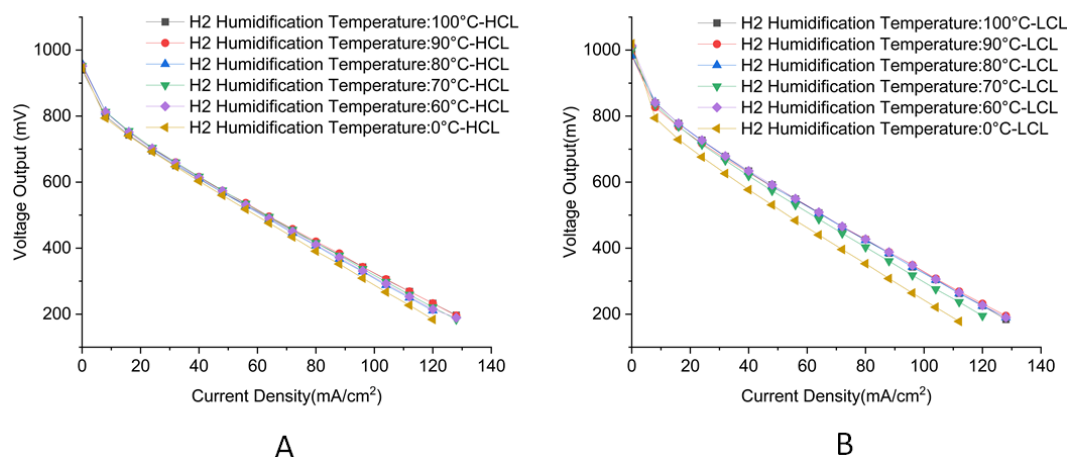 H2 Humidification Temperature:100°C-HCL
H2 Humidification Temperature:90°C-HCL
H2 Humidification Temperature:80°C-HCL
H2 Humidification Temperature:70°C-HCL
H2 Humidification Temperature:60°C-HCL
H2 Humidification Temperature:0°C-HCL
1000
800
600
400
200
Voltage Output (mV)
0 20 40 60 80 100 120 140
Current Density(mA/cm²)
A
H2 Humidification Temperature:100°C-LCL
H2 Humidification Temperature:90°C-LCL
H2 Humidification Temperature:80°C-LCL
H2 Humidification Temperature:70°C-LCL
H2 Humidification Temperature:60°C-LCL
H2 Humidification Temperature:0°C-LCL
1000
800
600
400
200
Voltage Output(mV)
0 20 40 60 80 100 120 140
Current Density(mA/cm²)
B